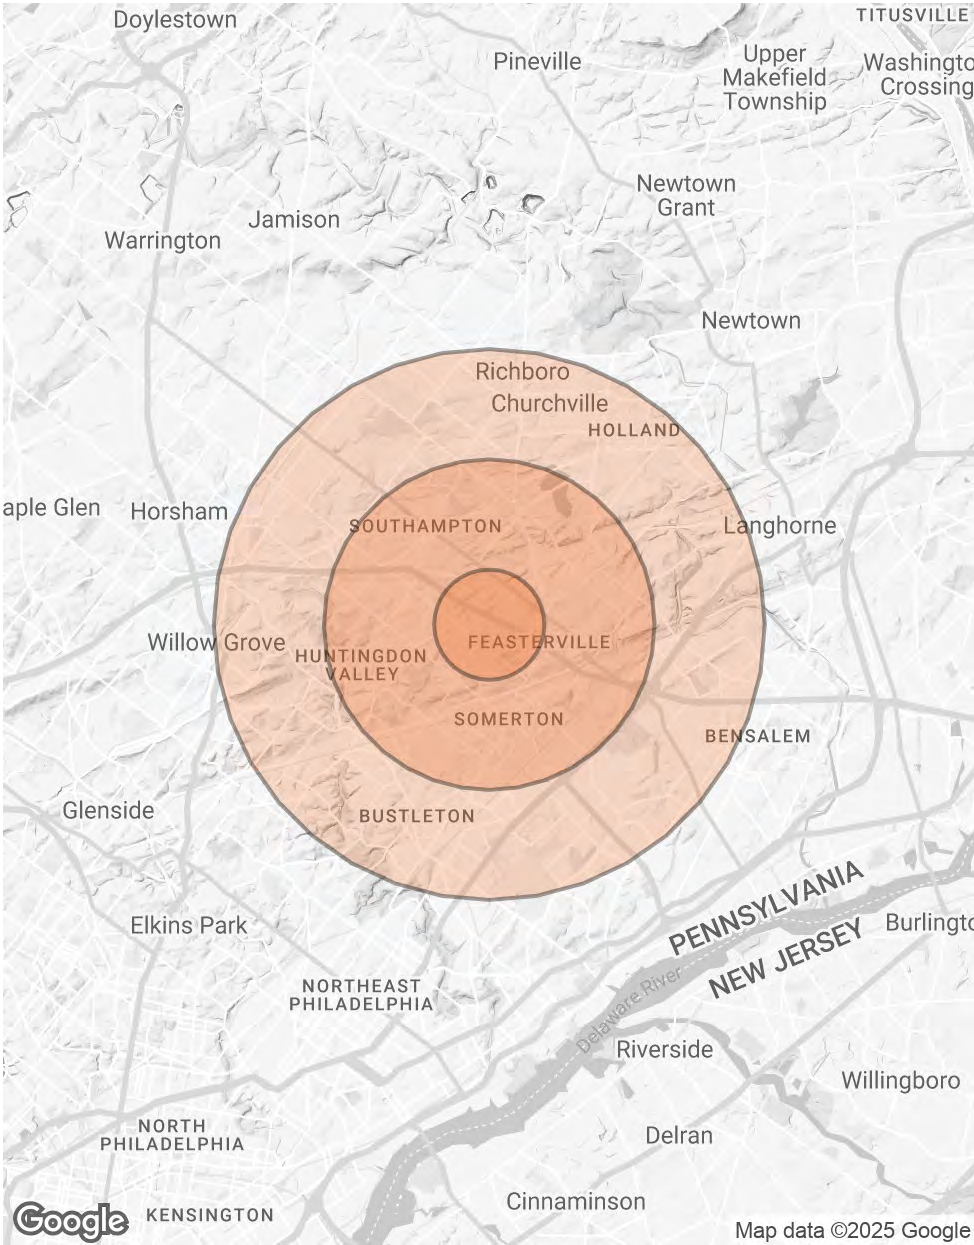 Doylestown
TITUSVILLE
Pineville
Upper
Makefield
Township
Washingto
Crossing
Newtown
Grant
Jamison
Warrington
Newtown
Richboro
Churchville
HOLLAND
aple Glen
Horsham
SOUTHAMPTON
Langhorne
Willow Grove
FEASTERVILLE
HUNTINGDON
VALLEY
SOMERTON
BENSALEM
Glenside
BUSTLETON
PENNSYLVANIA
Elkins Park
Burlingto
NEW JERSEY
NORTHEAST
PHILADELPHIA
Delaware River
Riverside
Willingboro
NORTH
PHILADELPHIA
Delran
Cinnaminson
KENSINGTON
Google
Map data ©2025 Google